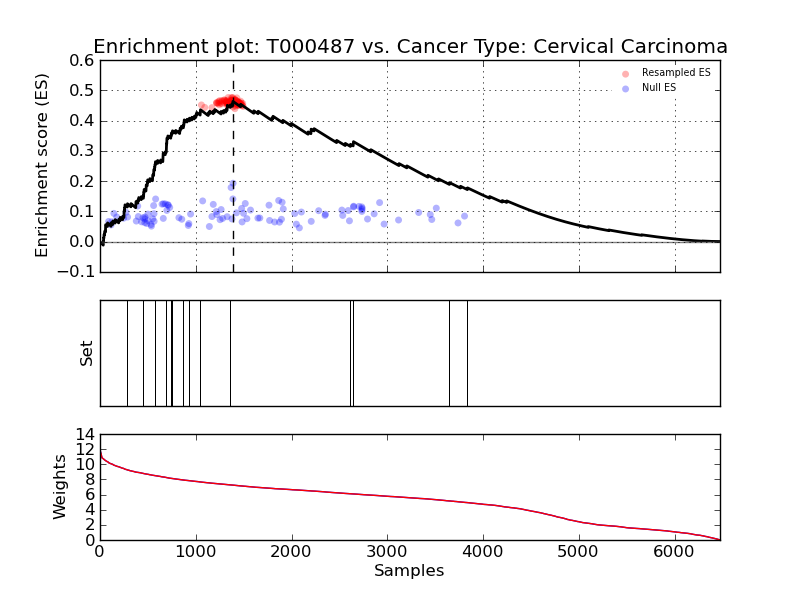 Enrichment plot: T000487 vs. Cancer Type: Cervical Carcinoma
0.6
0.5
0.4
0.3
0.2
0.1
0.0
−0.1
Enrichment score (ES)
Resampled ES
Null ES
Set
14
12
10
8
6
4
2
0
Weights
0 1000 2000 3000 4000 5000 6000
Samples